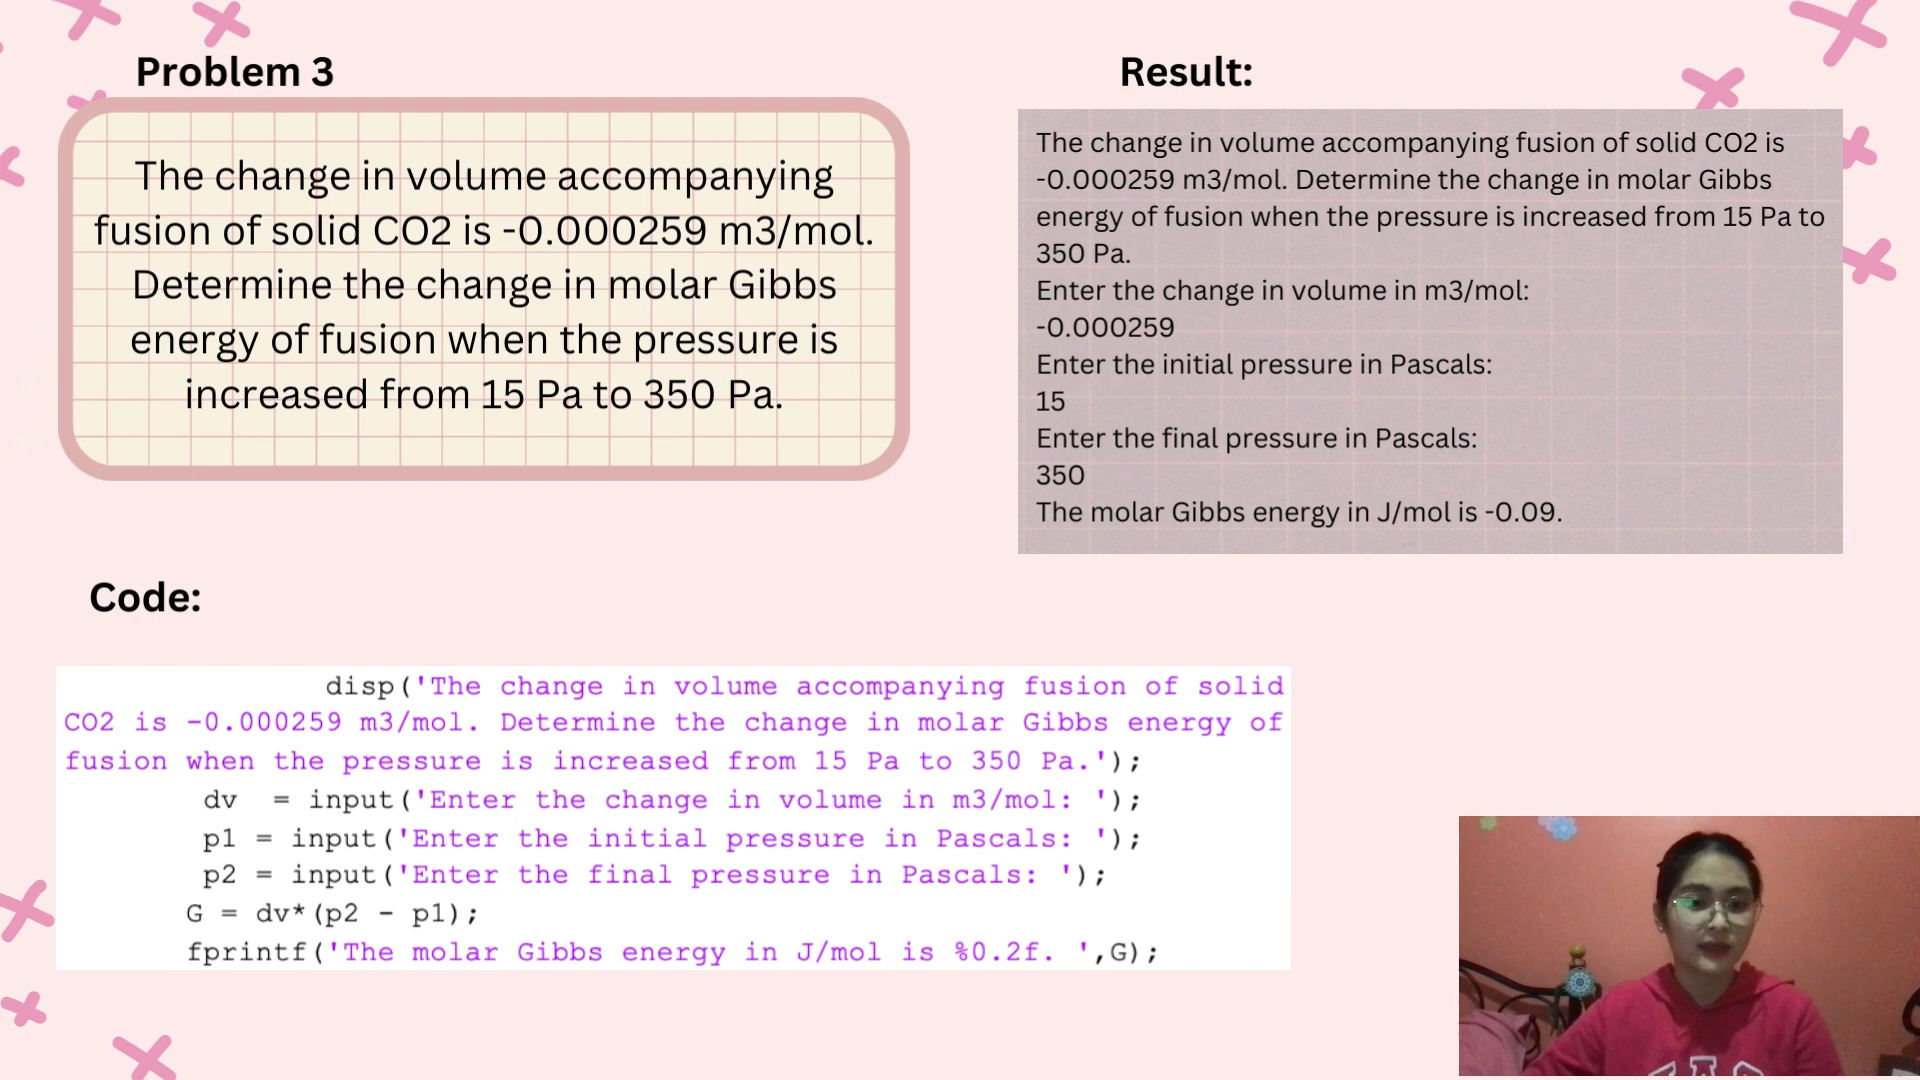 Problem 3
The change in volume accompanying
fusion of solid CO2 is -0.000259 m3/mol.
Determine the change in molar Gibbs
energy of fusion when the pressure is
increased from 15 Pa to 350 Pa.
Result:
The change in volume accompanying fusion of solid CO2 is
-0.000259 m3/mol. Determine the change in molar Gibbs
energy of fusion when the pressure is increased from 15 Pa to
350 Pa.
Enter the change in volume in m3/mol:
-0.000259
Enter the initial pressure in Pascals:
15
Enter the final pressure in Pascals:
350
The molar Gibbs energy in J/mol is -0.09.
Code:
disp('The change in volume accompanying fusion of solid
CO2 is -0.000259 m3/mol. Determine the change in molar Gibbs energy of
fusion when the pressure is increased from 15 Pa to 350 Pa.');
dv  = input('Enter the change in volume in m3/mol: ');
p1 = input('Enter the initial pressure in Pascals: ');
p2 = input('Enter the final pressure in Pascals: ');
G = dv*(p2 - p1);
fprintf('The molar Gibbs energy in J/mol is %0.2f. ',G);